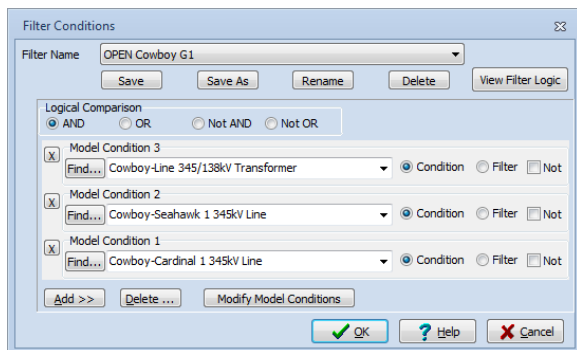 Filter Conditions
Filter Name OPEN Cowboy G1
Save Save As Rename Delete View Filter Logic
Logical Comparison
AND OR Not AND Not OR
X Model Condition 3
Find... Cowboy-Line 345/138kV Transformer Condition Filter Not
X Model Condition 2
Find... Cowboy-Seahawk 1 345kV Line Condition Filter Not
X Model Condition 1
Find... Cowboy-Cardinal 1 345kV Line Condition Filter Not
Add >> Delete ... Modify Model Conditions
OK ? Help X Cancel